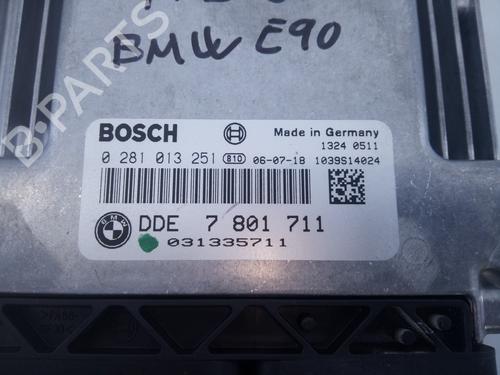 BMW E90
BOSCH
Made in Germany
1324 0511
0 281 013 251 810 06-07-18 1039S14024
BMW
DDE 7 801 711
031335711
B-PARTS